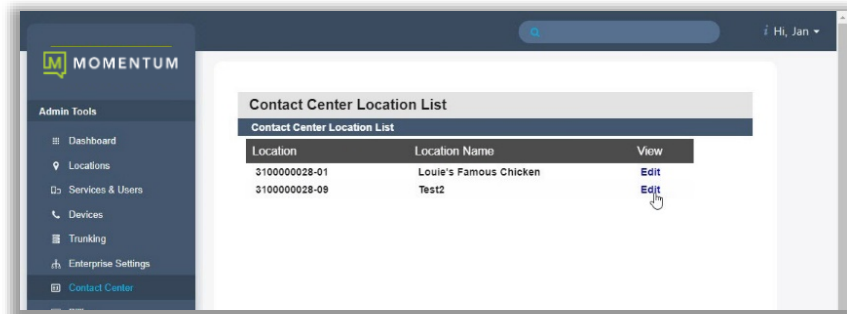 Hi, Jan
MOMENTUM
Admin Tools
Dashboard
Locations
Services & Users
Devices
Trunking
Enterprise Settings
Contact Center
Contact Center Location List
Contact Center Location List
Location Location Name View
3100000028-01 Louie's Famous Chicken Edit
3100000028-09 Test2 Edit